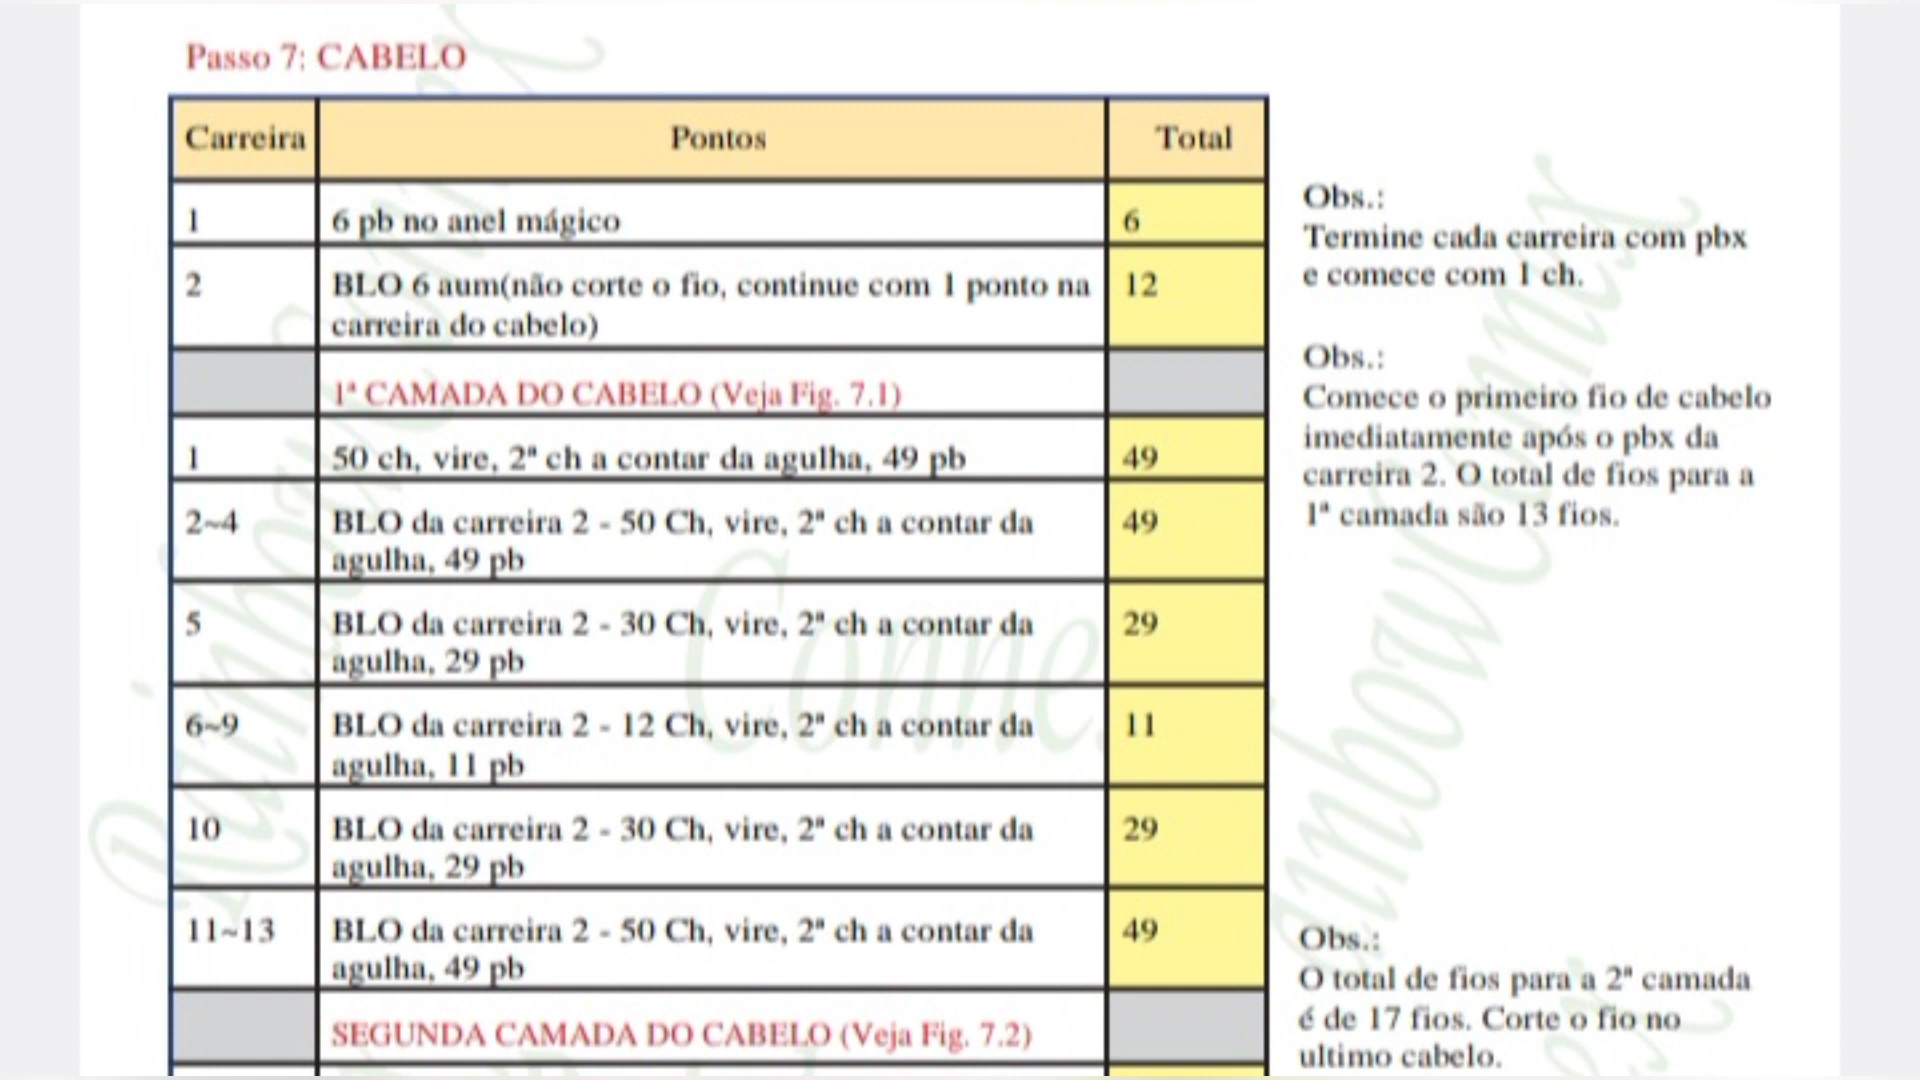 Passo 7: CABELO
Carreira Pontos Total
1 6 pb no anel mágico 6
2 BLO 6 aum(não corte o fio, continue com 1 ponto na 12
carreira do cabelo)
1ª CAMADA DO CABELO (Veja Fig. 7.1)
1 50 ch, vire, 2ª ch a contar da agulha, 49 pb 49
2~4 BLO da carreira 2 - 50 Ch, vire, 2ª ch a contar da 49
agulha, 49 pb
5 BLO da carreira 2 - 30 Ch, vire, 2ª ch a contar da 29
agulha, 29 pb
6~9 BLO da carreira 2 - 12 Ch, vire, 2ª ch a contar da 11
agulha, 11 pb
10 BLO da carreira 2 - 30 Ch, vire, 2ª ch a contar da 29
agulha, 29 pb
11~13 BLO da carreira 2 - 50 Ch, vire, 2ª ch a contar da 49
agulha, 49 pb
SEGUNDA CAMADA DO CABELO (Veja Fig. 7.2)
Obs.:
Termine cada carreira com pbx
e comece com 1 ch.
Obs.:
Comece o primeiro fio de cabelo
imediatamente após o pbx da
carreira 2. O total de fios para a
1ª camada são 13 fios.
Obs.:
O total de fios para a 2ª camada
é de 17 fios. Corte o fio no
ultimo cabelo.